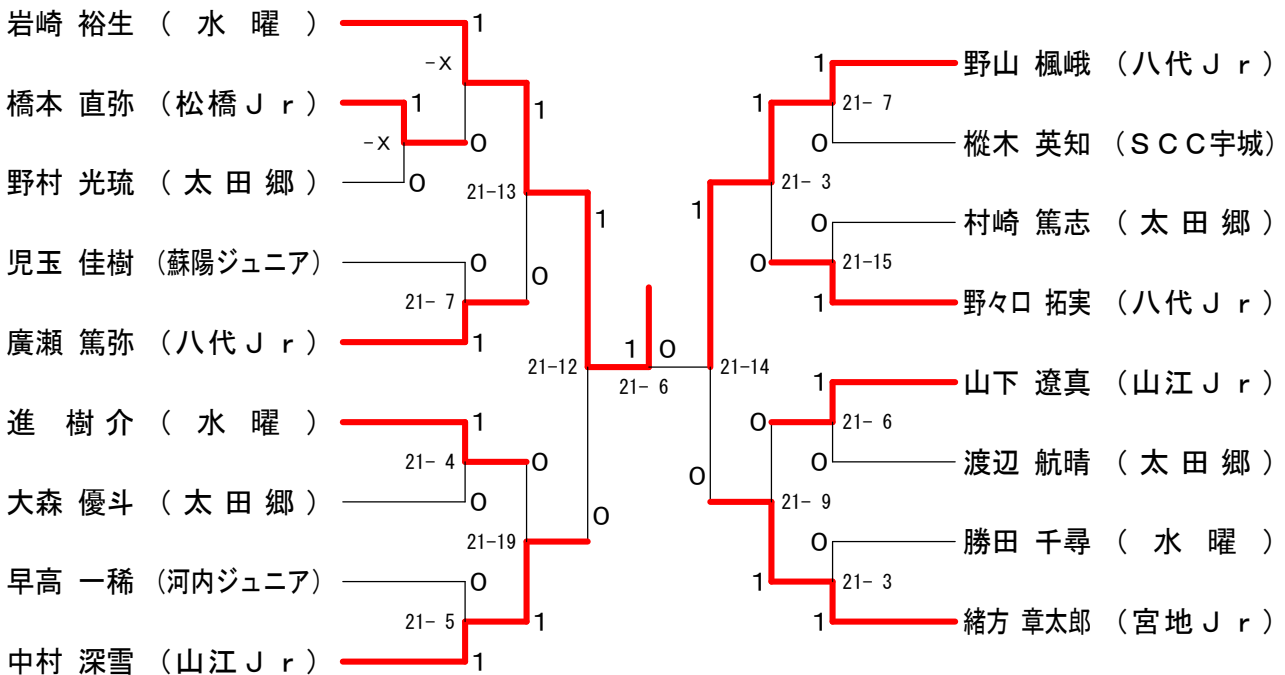 岩崎 裕生 （ 水 曜 ） 1
-X
橋本 直弥 （松橋Ｊｒ） 1 1
-X 0
野村 光琉 （ 太 田 郷 ） 0
21-13 1
児玉 佳樹 （蘇陽ジュニア） 0 0
21- 7
廣瀬 篤弥 （八代Ｊｒ） 1
21-12
進 樹介 （ 水 曜 ） 1
21- 4 0
大森 優斗 （ 太 田 郷 ） 0
21-19 0
早高 一稀 （河内ジュニア） 0
21- 5 1
中村 深雪 （山江Ｊｒ） 1
1 0
21- 6
1 野山 楓峨 （八代Ｊｒ）
1 21- 7
0 樅木 英知 （ＳＣＣ宇城）
1 21- 3
0 村崎 篤志 （ 太 田 郷 ）
0 21-15
1 野々口 拓実 （八代Ｊｒ）
21-14
1 山下 遼真 （山江Ｊｒ）
0 21- 6
0 渡辺 航晴 （ 太 田 郷 ）
0 21- 9
0 勝田 千尋 （ 水 曜 ）
1 21- 3
1 緒方 章太郎 （宮地Ｊｒ）